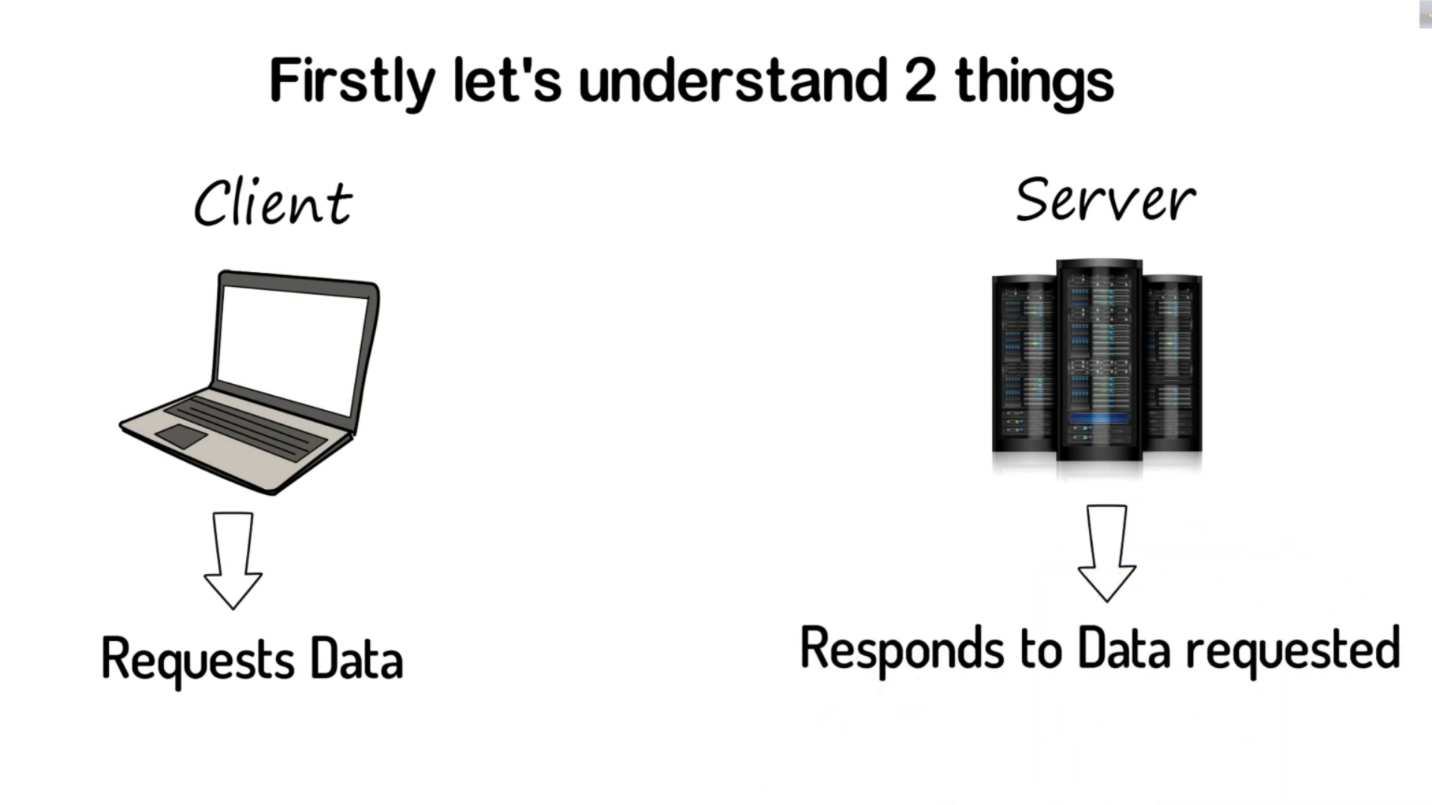 Firstly let's understand 2 things
Client
Server
Requests Data
Responds to Data requested